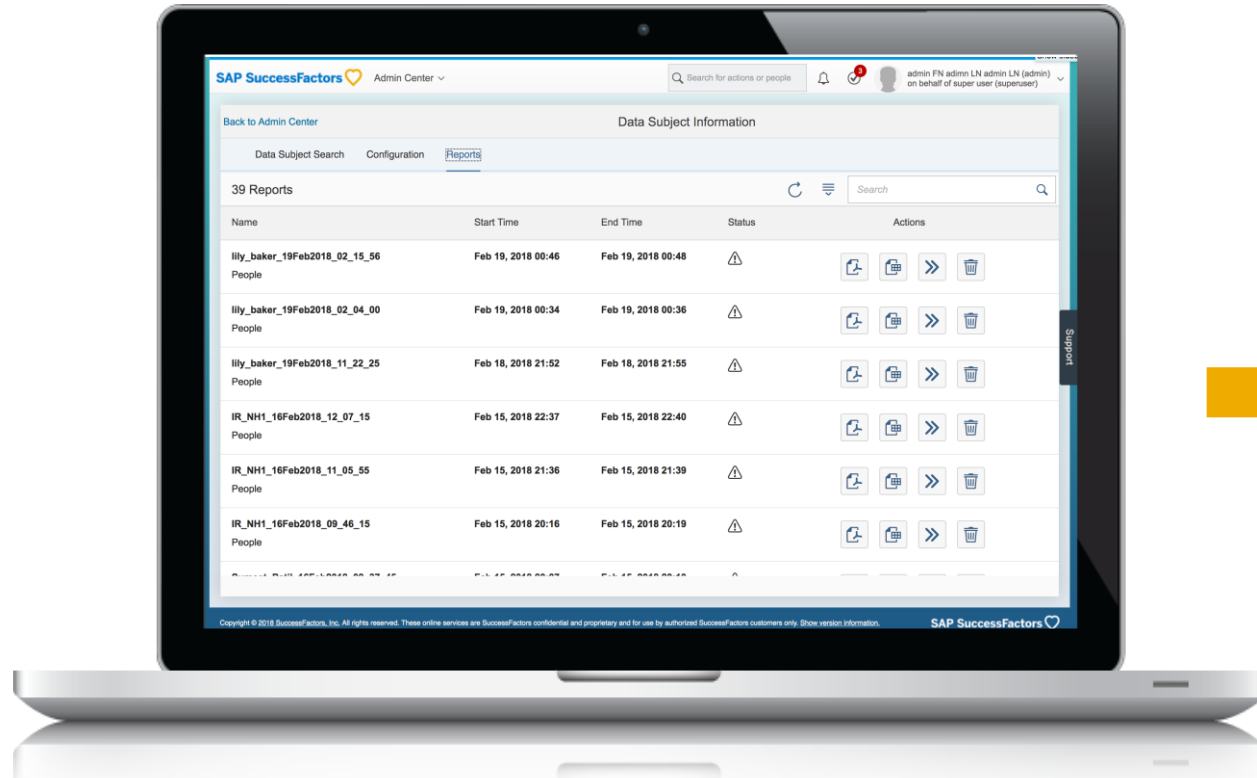 SAP SuccessFactors Admin Center Search for actions or people 3 admin FN adimn LN admin LN (admin)
on behalf of super user (superuser)
Back to Admin Center Data Subject Information
Data Subject Search Configuration Reports
39 Reports Search
Name Start Time End Time Status Actions
lily_baker_19Feb2018_02_15_56 Feb 19, 2018 00:46 Feb 19, 2018 00:48
People
lily_baker_19Feb2018_02_04_00 Feb 19, 2018 00:34 Feb 19, 2018 00:36
People
lily_baker_19Feb2018_11_22_25 Feb 18, 2018 21:52 Feb 18, 2018 21:55
People
Support
IR_NH1_16Feb2018_12_07_15 Feb 15, 2018 22:37 Feb 15, 2018 22:40
People
IR_NH1_16Feb2018_11_05_55 Feb 15, 2018 21:36 Feb 15, 2018 21:39
People
IR_NH1_16Feb2018_09_46_15 Feb 15, 2018 20:16 Feb 15, 2018 20:19
People
Copyright © 2018 SuccessFactors, Inc. All rights reserved. These online services are SuccessFactors confidential and proprietary and for use by authorized SuccessFactors customers only. Show version information. SAP SuccessFactors